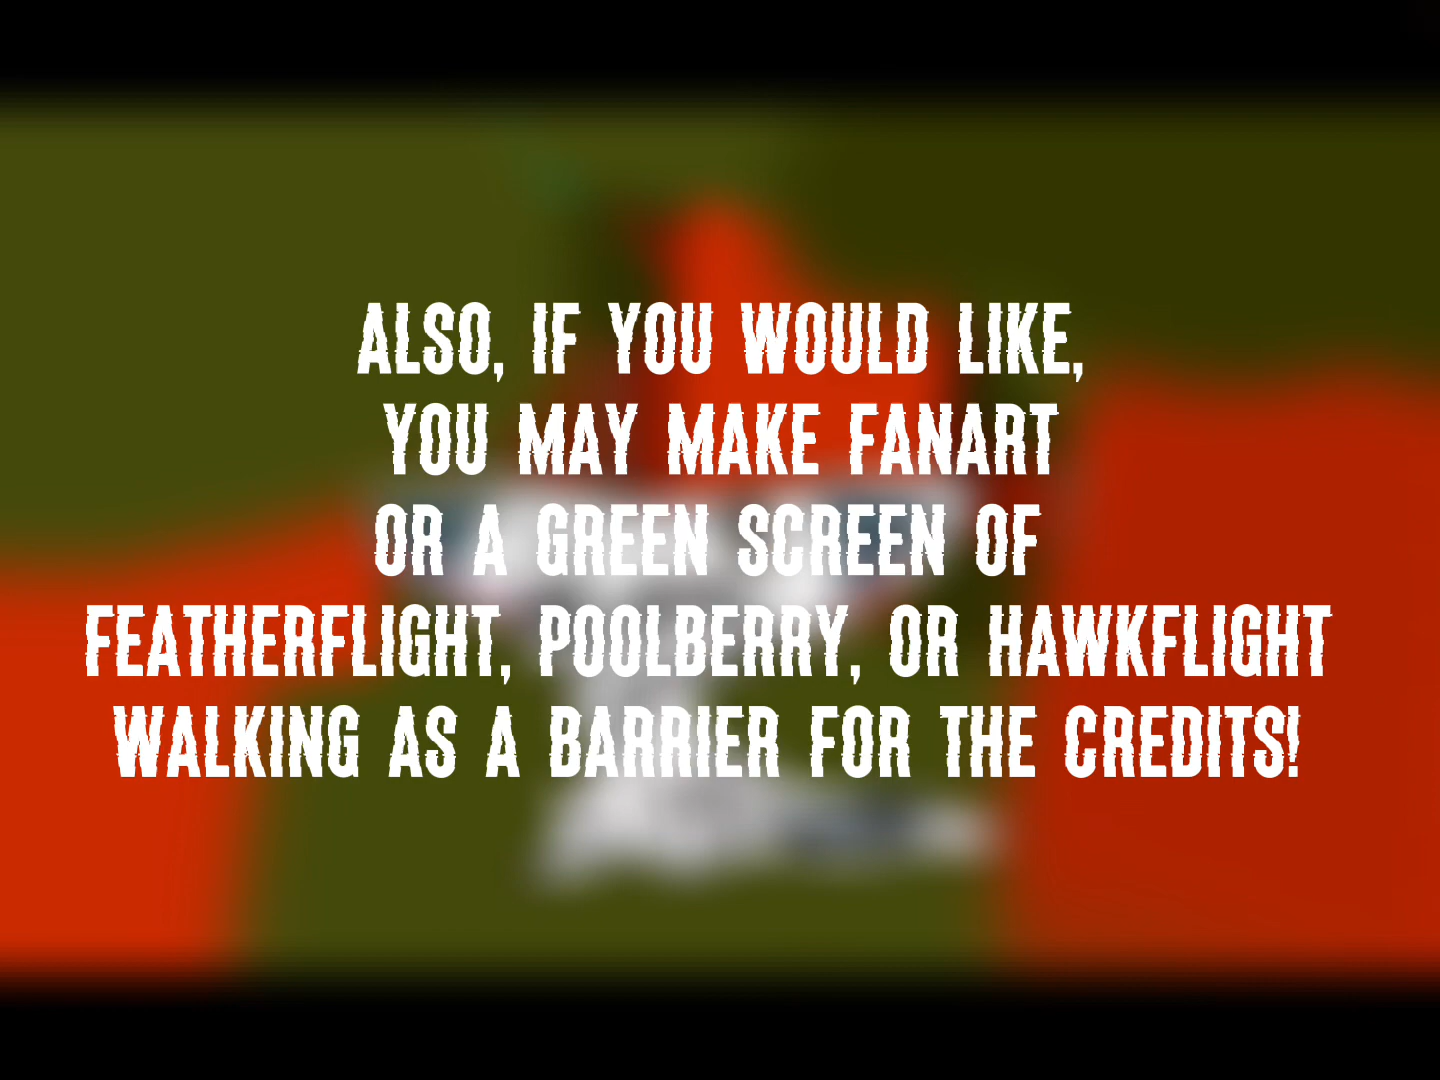 ALSO, IF YOU WOULD LIKE,
YOU MAY MAKE FANART
OR A GREEN SCREEN OF
FEATHERFLIGHT, POOLBERRY, OR HAWKFLIGHT
WALKING AS A BARRIER FOR THE CREDITS!